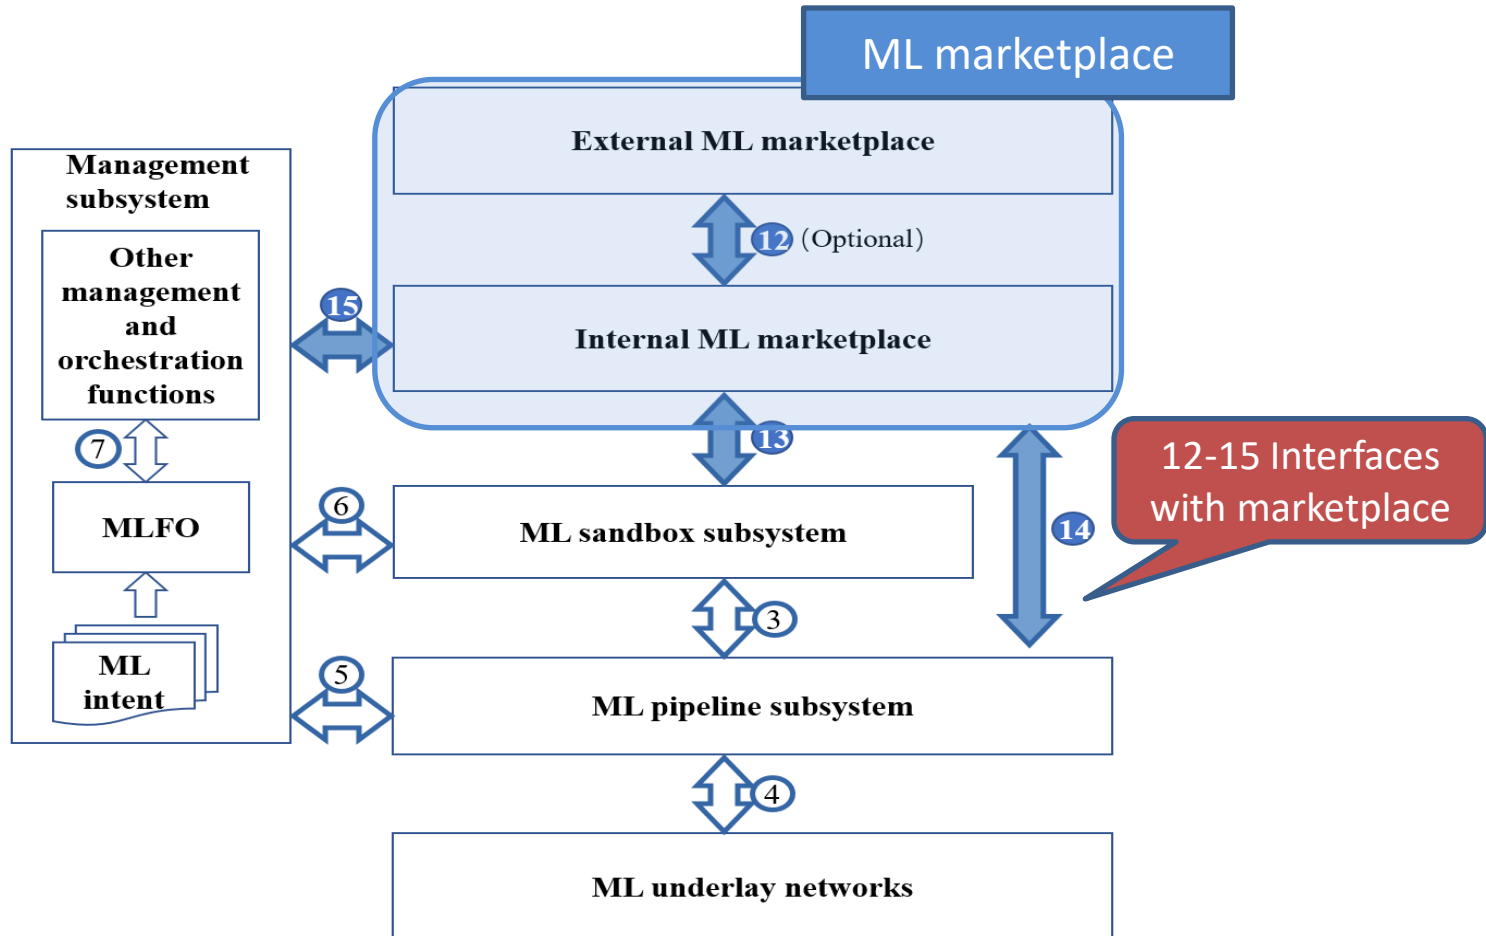 ML marketplace
External ML marketplace
Management
subsystem
12 (Optional)
Other
management
and
orchestration
functions
15
Internal ML marketplace
13
7
6
12-15 Interfaces
with marketplace
MLFO
ML sandbox subsystem
14
3
ML
intent
5
ML pipeline subsystem
4
ML underlay networks